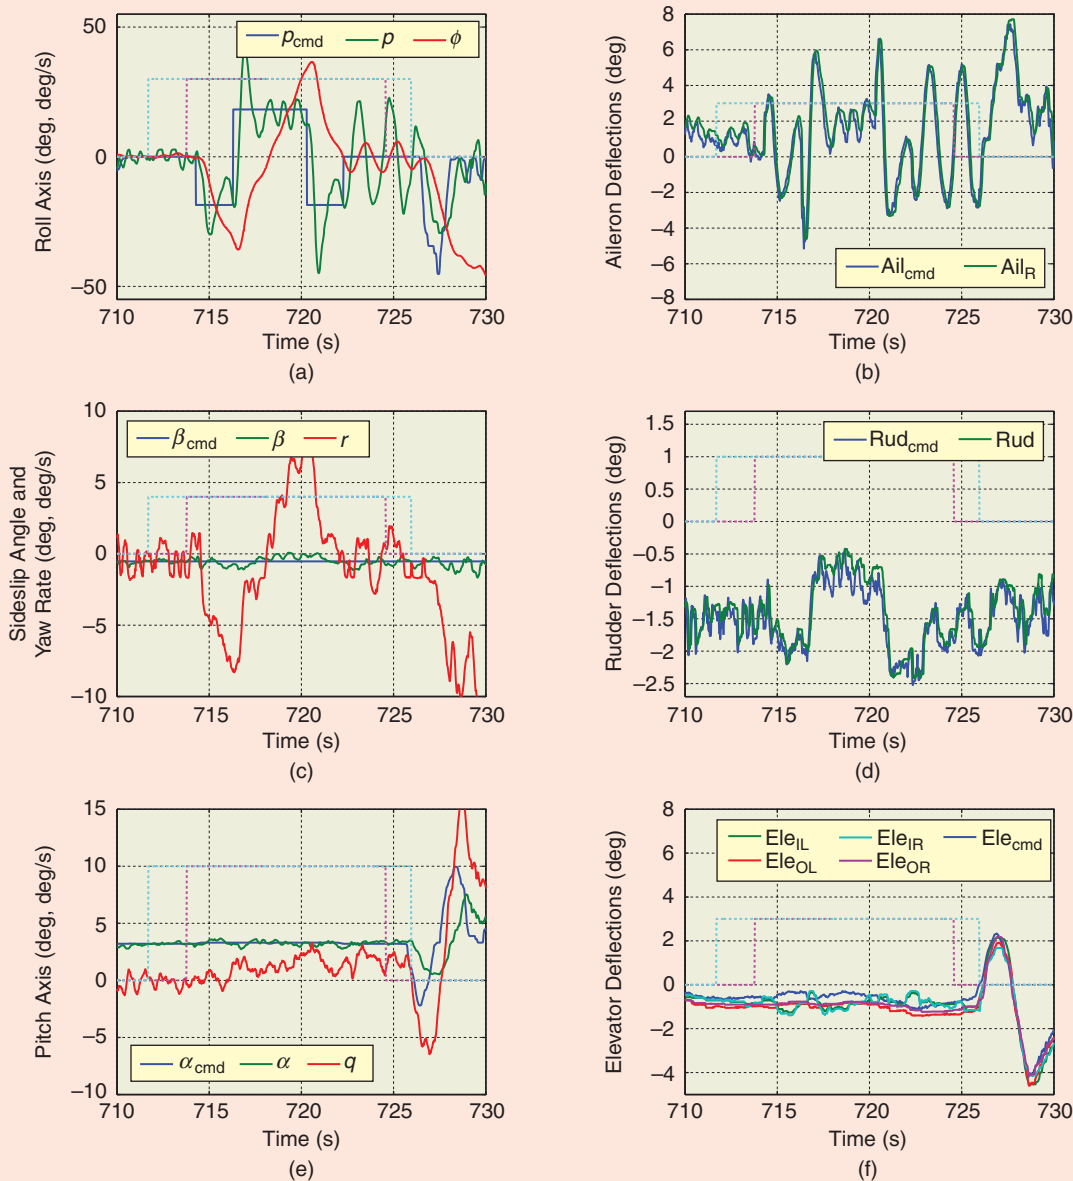 Roll Axis (deg, deg/s)
50
0
−50
p_cmd p ϕ
710 715 720 725 730
Time (s)
(a)
Aileron Deflections (deg)
8
6
4
2
0
−2
−4
−6
−8
Ail_cmd Ail_R
710 715 720 725 730
Time (s)
(b)
Sideslip Angle and
Yaw Rate (deg, deg/s)
10
5
0
−5
−10
β_cmd β r
710 715 720 725 730
Time (s)
(c)
Rudder Deflections (deg)
1.5
1
0.5
0
−0.5
−1
−1.5
−2
−2.5
Rud_cmd Rud
710 715 720 725 730
Time (s)
(d)
Pitch Axis (deg, deg/s)
15
10
5
0
−5
−10
α_cmd α q
710 715 720 725 730
Time (s)
(e)
Elevator Deflections (deg)
8
6
4
2
0
−2
−4
Ele_IL Ele_IR Ele_cmd
Ele_OL Ele_OR
710 715 720 725 730
Time (s)
(f)